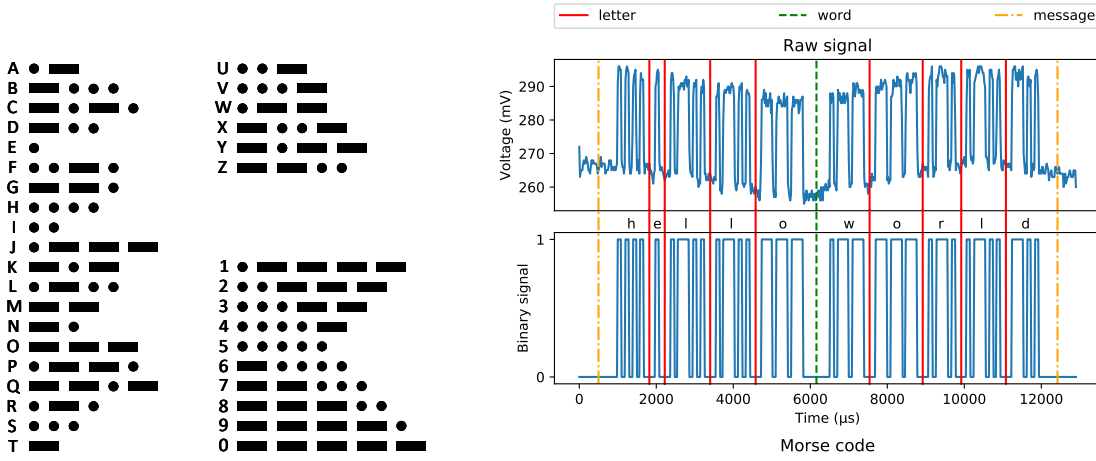 A
B
C
D
E
F
G
H
I
J
K
L
M
N
O
P
Q
R
S
T
U
V
W
X
Y
Z
1
2
3
4
5
6
7
8
9
0
letter word message
Raw signal
Voltage (mV)
290
280
270
260
h e l l o w o r l d
Binary signal
1
0
0 2000 4000 6000 8000 10000 12000
Time (µs)
Morse code